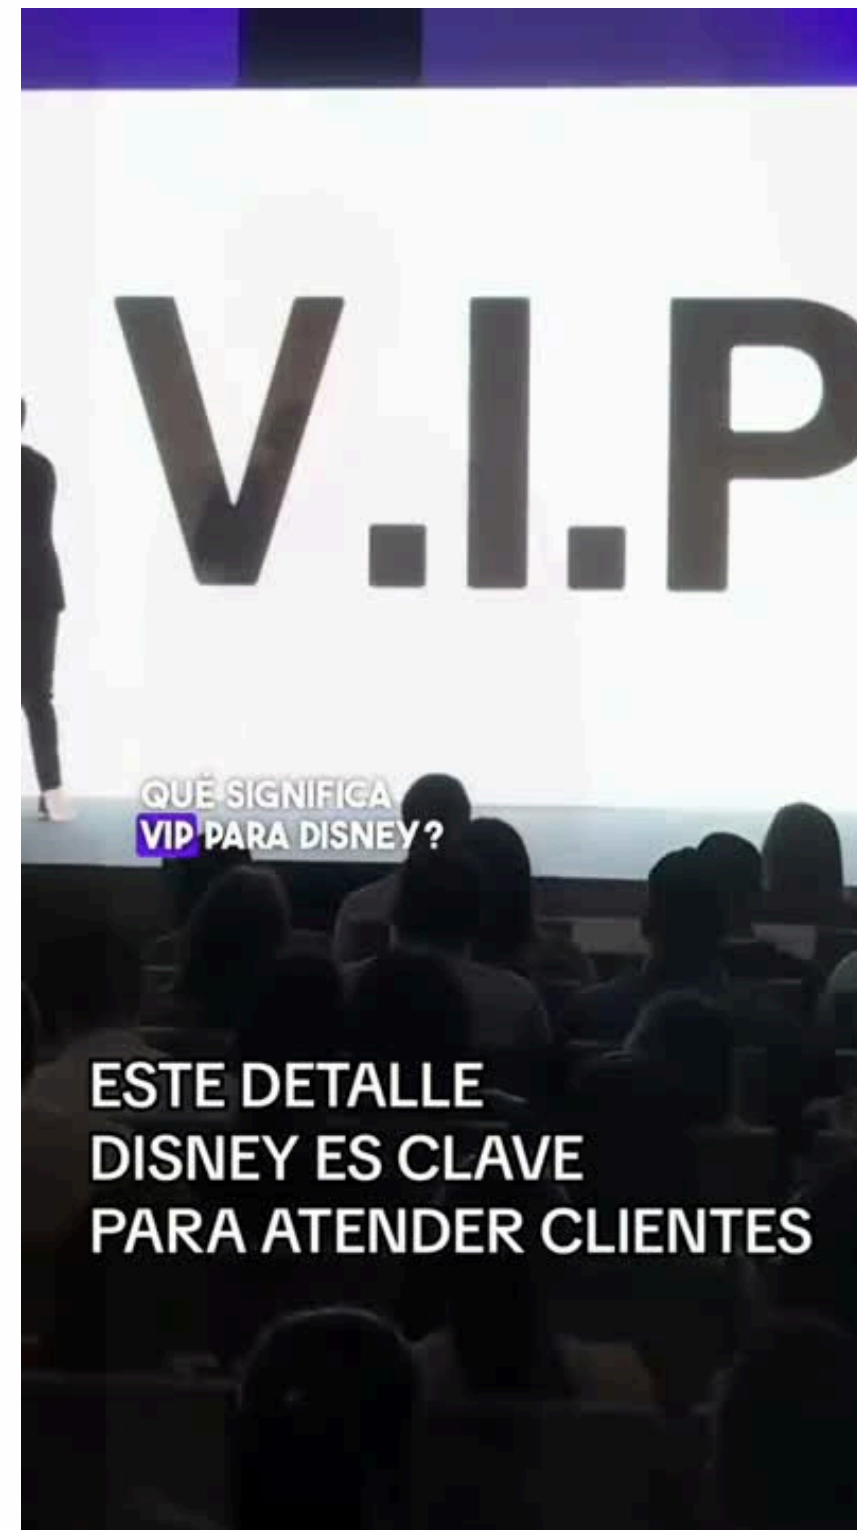 V.I.P
QUÉ SIGNIFICA
VIP PARA DISNEY?
ESTE DETALLE
DISNEY ES CLAVE
PARA ATENDER CLIENTES